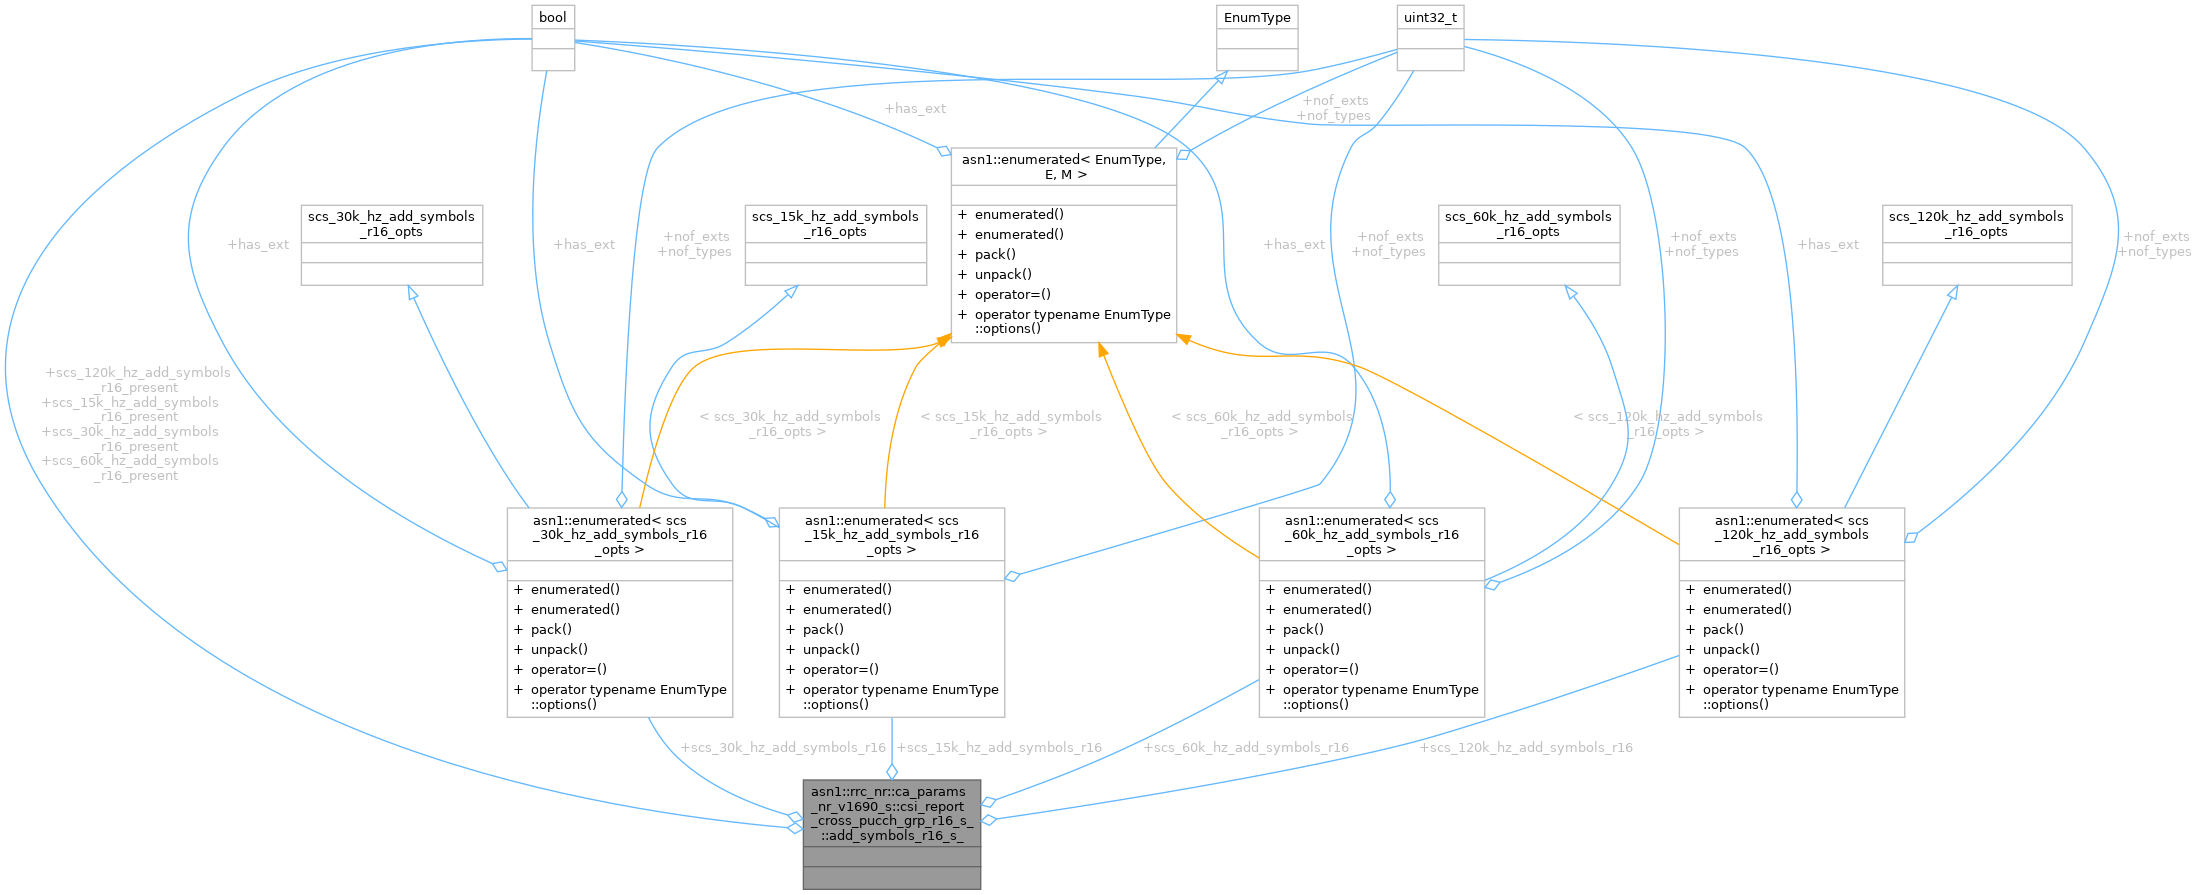 bool
EnumType
uint32_t
+has_ext
+nof_exts
+nof_types
asn1::enumerated< EnumType,
E, M >
+ enumerated()
+ enumerated()
+ pack()
+ unpack()
+ operator=()
+ operator typename EnumType
::options()
scs_30k_hz_add_symbols
_r16_opts
scs_15k_hz_add_symbols
_r16_opts
scs_60k_hz_add_symbols
_r16_opts
scs_120k_hz_add_symbols
_r16_opts
+has_ext
+has_ext
+nof_exts
+nof_types
+has_ext
+nof_exts
+nof_types
+nof_exts
+nof_types
+has_ext
+nof_exts
+nof_types
+scs_120k_hz_add_symbols
_r16_present
+scs_15k_hz_add_symbols
_r16_present
+scs_30k_hz_add_symbols
_r16_present
+scs_60k_hz_add_symbols
_r16_present
< scs_30k_hz_add_symbols
_r16_opts >
< scs_15k_hz_add_symbols
_r16_opts >
< scs_60k_hz_add_symbols
_r16_opts >
< scs_120k_hz_add_symbols
_r16_opts >
asn1::enumerated< scs
_30k_hz_add_symbols_r16
_opts >
+ enumerated()
+ enumerated()
+ pack()
+ unpack()
+ operator=()
+ operator typename EnumType
::options()
asn1::enumerated< scs
_15k_hz_add_symbols_r16
_opts >
+ enumerated()
+ enumerated()
+ pack()
+ unpack()
+ operator=()
+ operator typename EnumType
::options()
asn1::enumerated< scs
_60k_hz_add_symbols_r16
_opts >
+ enumerated()
+ enumerated()
+ pack()
+ unpack()
+ operator=()
+ operator typename EnumType
::options()
asn1::enumerated< scs
_120k_hz_add_symbols
_r16_opts >
+ enumerated()
+ enumerated()
+ pack()
+ unpack()
+ operator=()
+ operator typename EnumType
::options()
+scs_30k_hz_add_symbols_r16
+scs_15k_hz_add_symbols_r16
+scs_60k_hz_add_symbols_r16
+scs_120k_hz_add_symbols_r16
asn1::rrc_nr::ca_params
_nr_v1690_s::csi_report
_cross_pucch_grp_r16_s_
::add_symbols_r16_s_